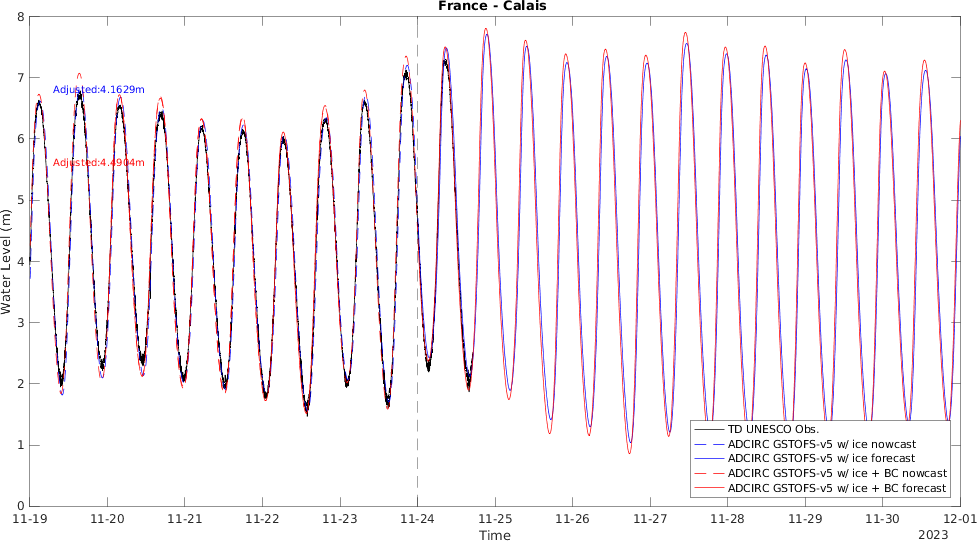 France - Calais
8
7
6
5
4
3
2
1
0
Water Level (m)
Adjusted:4.1629m
Adjusted:4.4904m
TD UNESCO Obs.
ADCIRC GSTOFS-v5 w/ ice nowcast
ADCIRC GSTOFS-v5 w/ ice forecast
ADCIRC GSTOFS-v5 w/ ice + BC nowcast
ADCIRC GSTOFS-v5 w/ ice + BC forecast
11-19 11-20 11-21 11-22 11-23 11-24 11-25 11-26 11-27 11-28 11-29 11-30 12-01
Time
2023